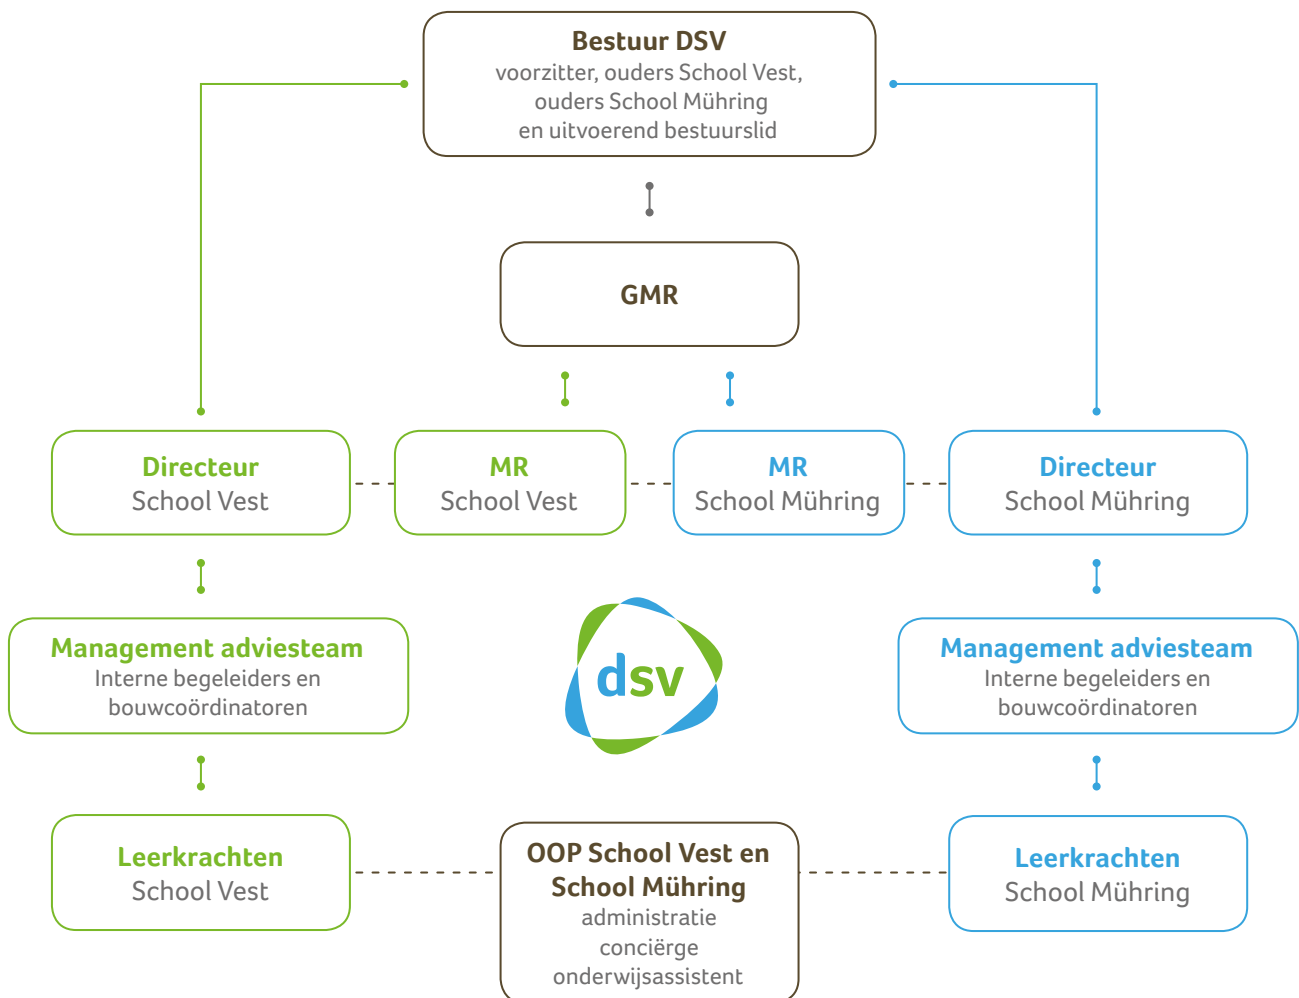 Bestuur DSV
voorzitter, ouders School Vest,
ouders School Mühring
en uitvoerend bestuurslid
GMR
Directeur
School Vest
MR
School Vest
MR
School Mühring
Directeur
School Mühring
Management adviesteam
Interne begeleiders en
bouwcoördinatoren
dsv
Management adviesteam
Interne begeleiders en
bouwcoördinatoren
Leerkrachten
School Vest
OOP School Vest en
School Mühring
administratie
conciërge
onderwijsassistent
Leerkrachten
School Mühring